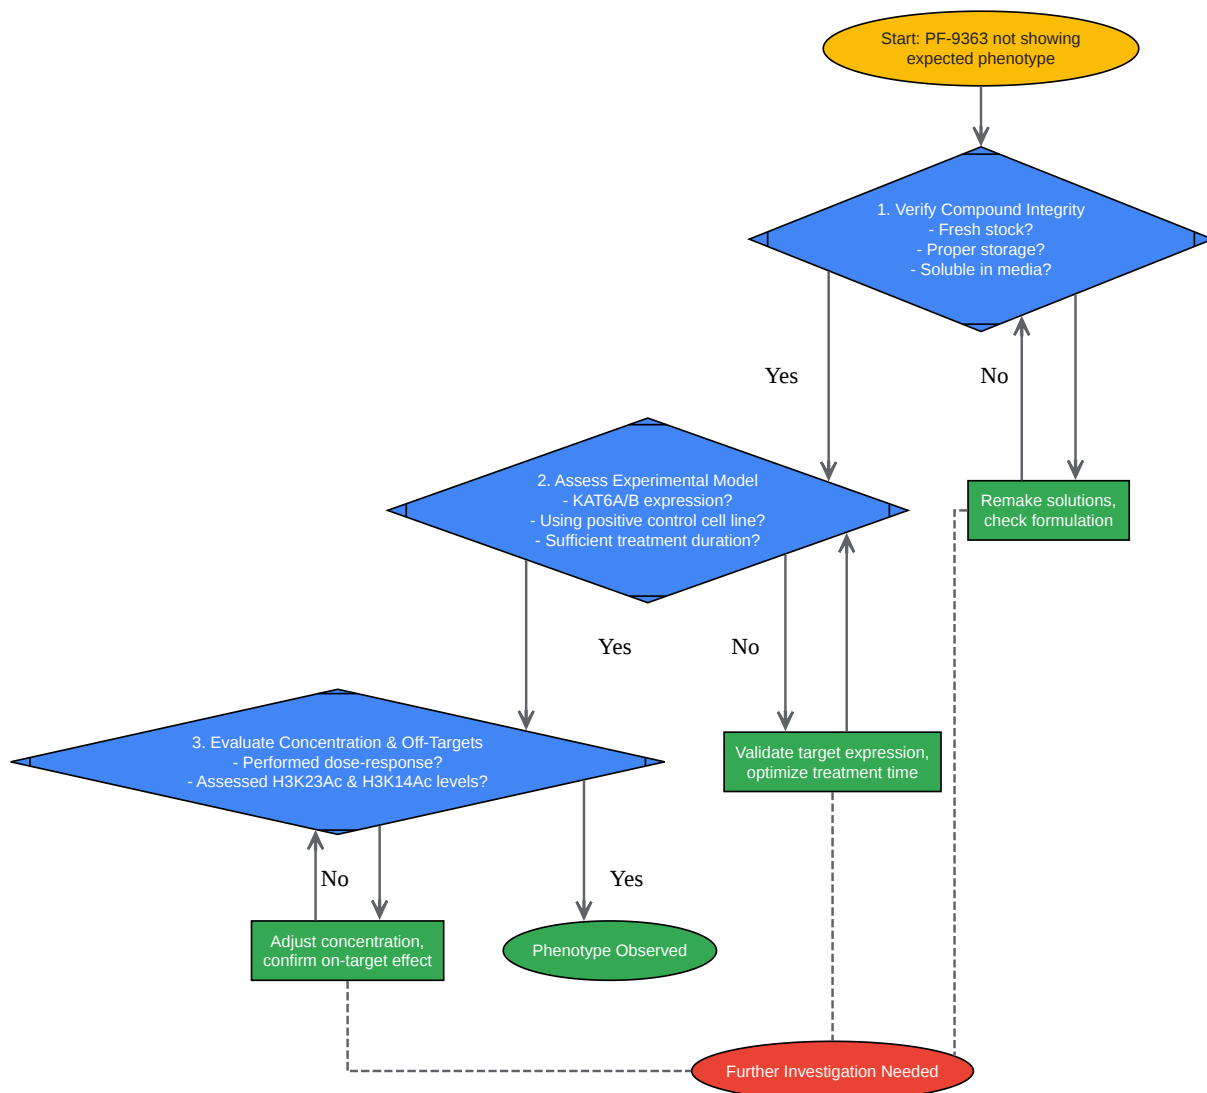 Start: PF-9363 not showing
expected phenotype
1. Verify Compound Integrity
- Fresh stock?
- Proper storage?
- Soluble in media?
Yes
No
2. Assess Experimental Model
- KAT6A/B expression?
- Using positive control cell line?
- Sufficient treatment duration?
Remake solutions,
check formulation
Yes
No
3. Evaluate Concentration & Off-Targets
- Performed dose-response?
- Assessed H3K23Ac & H3K14Ac levels?
Validate target expression,
optimize treatment time
No
Yes
Adjust concentration,
confirm on-target effect
Phenotype Observed
Further Investigation Needed